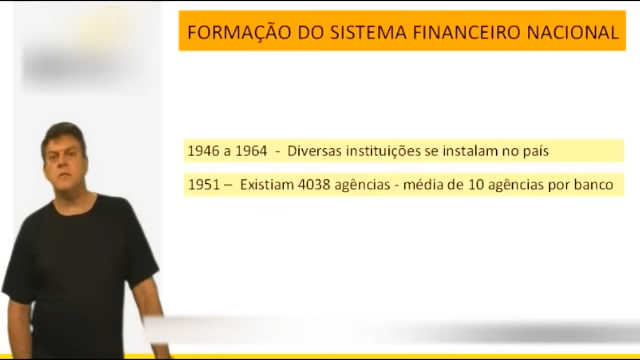 FORMAÇÃO DO SISTEMA FINANCEIRO NACIONAL
1946 a 1964 - Diversas instituições se instalam no país
1951 – Existiam 4038 agências - média de 10 agências por banco